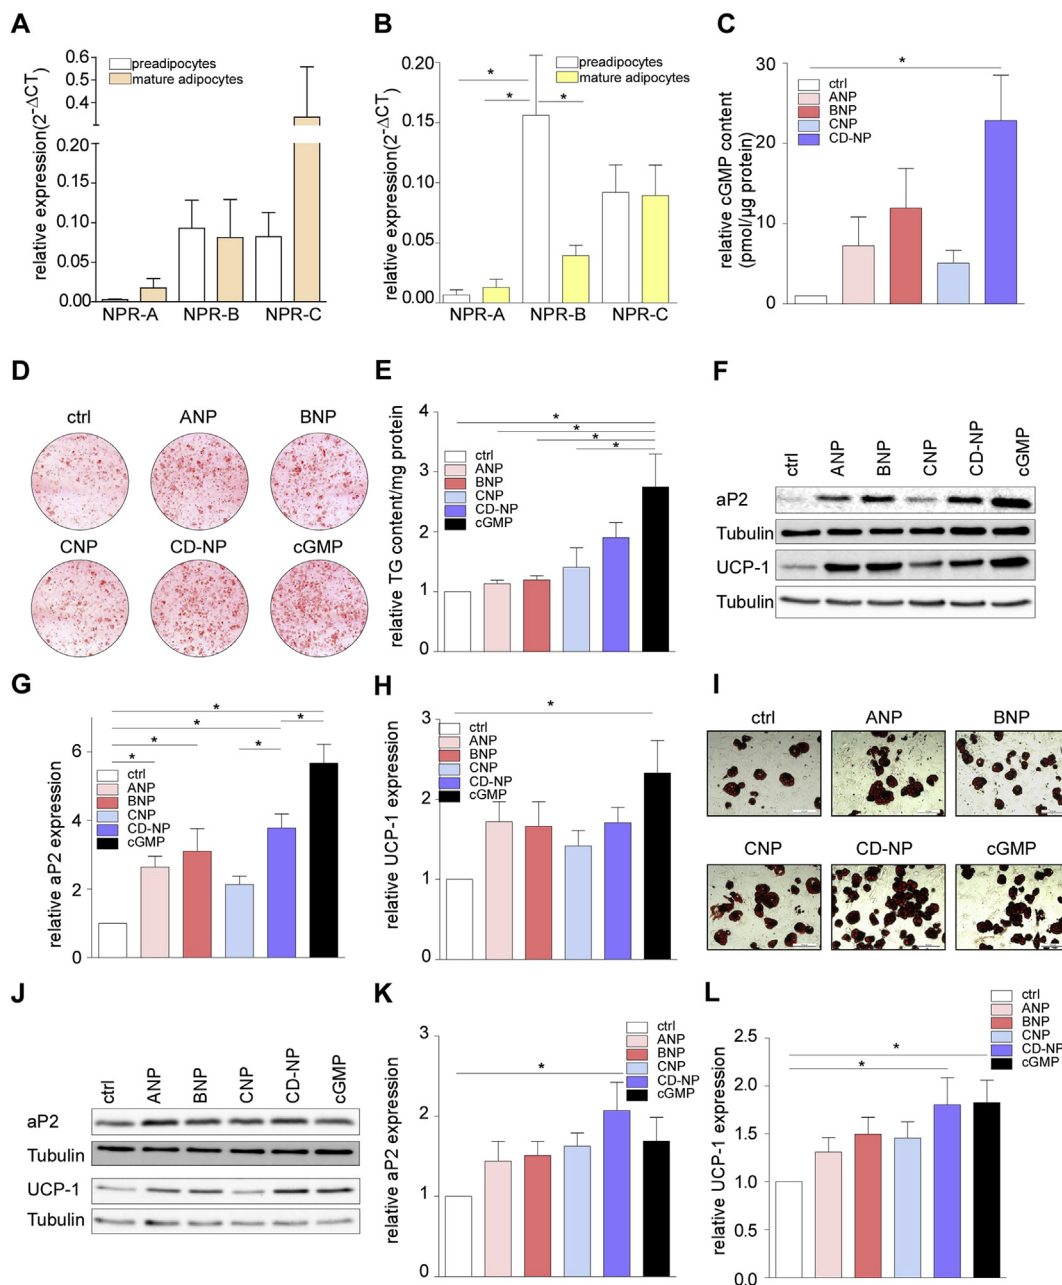 A
relative expression(2^-ΔCT)
0.6
0.5
0.4
0.20
0.15
0.10
0.05
0.00
preadipocytes
mature adipocytes
NPR-A NPR-B NPR-C
B
relative expression(2^-ΔCT)
0.20
0.15
0.10
0.05
0.00
preadipocytes
mature adipocytes
* * *
NPR-A NPR-B NPR-C
C
relative cGMP content
(pmol/µg protein)
30
20
10
0
ctrl
ANP
BNP
CNP
CD-NP
*
D
ctrl ANP BNP
CNP CD-NP cGMP
E
relative TG content/mg protein
4
3
2
1
0
ctrl
ANP
BNP
CNP
CD-NP
cGMP
* * * *
F
ctrl ANP BNP CNP CD-NP cGMP
aP2
Tubulin
UCP-1
Tubulin
G
relative aP2 expression
6
4
2
0
ctrl
ANP
BNP
CNP
CD-NP
cGMP
* * * * * *
H
relative UCP-1 expression
3
2
1
0
ctrl
ANP
BNP
CNP
CD-NP
cGMP
*
I
ctrl ANP BNP
CNP CD-NP cGMP
J
ctrl ANP BNP CNP CD-NP cGMP
aP2
Tubulin
UCP-1
Tubulin
K
relative aP2 expression
3
2
1
0
ctrl
ANP
BNP
CNP
CD-NP
cGMP
*
L
relative UCP-1 expression
2.5
2.0
1.5
1.0
0.5
0.0
ctrl
ANP
BNP
CNP
CD-NP
cGMP
* *